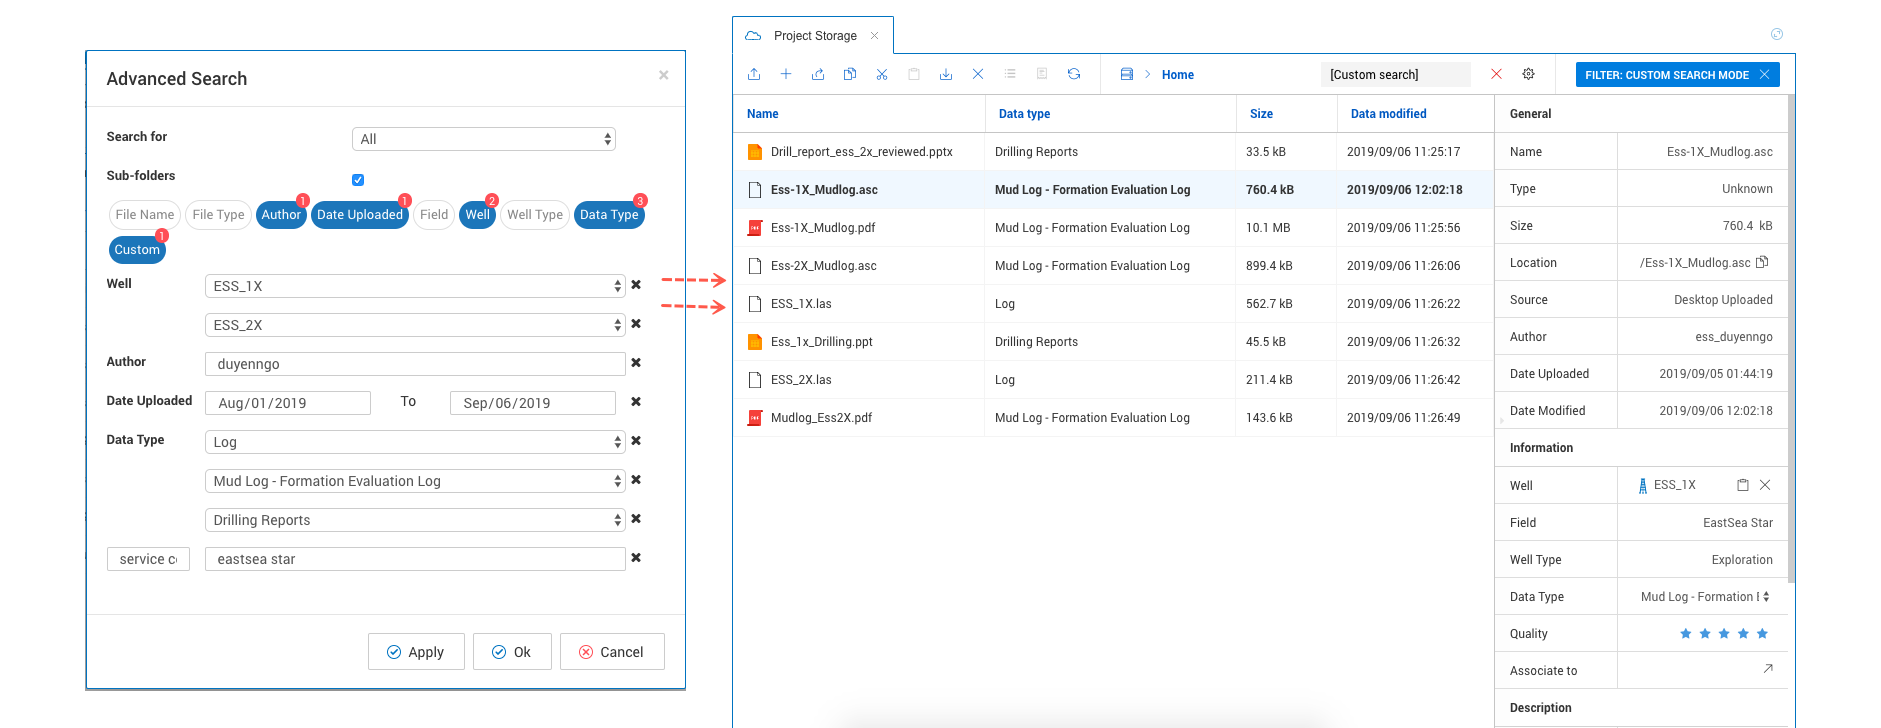 Advanced Search
Search for
All
Sub-folders
File Name File Type Author 1 Date Uploaded 1 Field Well 2 Well Type Data Type 3
Custom 1
Well
ESS_1X
ESS_2X
Author
duyenngo
Date Uploaded
Aug/01/2019
To
Sep/06/2019
Data Type
Log
Mud Log - Formation Evaluation Log
Drilling Reports
service c
eastsea star
Apply
Ok
Cancel
Project Storage
Home
[Custom search]
FILTER: CUSTOM SEARCH MODE
Name Data type Size Data modified
Drill_report_ess_2x_reviewed.pptx Drilling Reports 33.5 kB 2019/09/06 11:25:17
Ess-1X_Mudlog.asc Mud Log - Formation Evaluation Log 760.4 kB 2019/09/06 12:02:18
Ess-1X_Mudlog.pdf Mud Log - Formation Evaluation Log 10.1 MB 2019/09/06 11:25:56
Ess-2X_Mudlog.asc Mud Log - Formation Evaluation Log 899.4 kB 2019/09/06 11:26:06
ESS_1X.las Log 562.7 kB 2019/09/06 11:26:22
Ess_1x_Drilling.ppt Drilling Reports 45.5 kB 2019/09/06 11:26:32
ESS_2X.las Log 211.4 kB 2019/09/06 11:26:42
Mudlog_Ess2X.pdf Mud Log - Formation Evaluation Log 143.6 kB 2019/09/06 11:26:49
General
Name Ess-1X_Mudlog.asc
Type Unknown
Size 760.4 kB
Location /Ess-1X_Mudlog.asc
Source Desktop Uploaded
Author ess_duyenngo
Date Uploaded 2019/09/05 01:44:19
Date Modified 2019/09/06 12:02:18
Information
Well ESS_1X
Field EastSea Star
Well Type Exploration
Data Type Mud Log - Formation
Quality
Associate to
Description